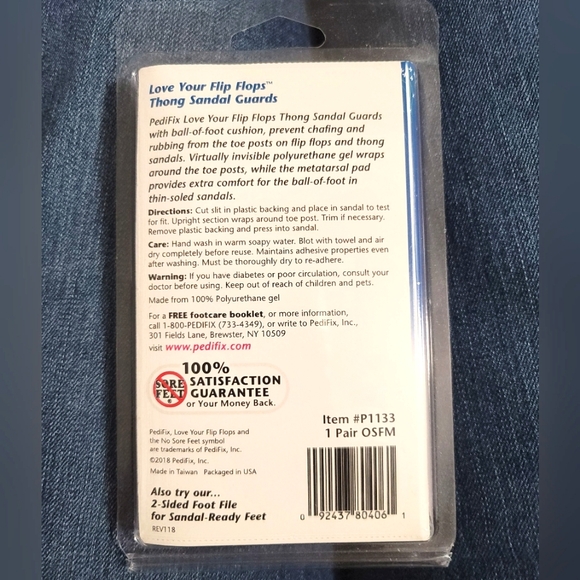 Love Your Flip Flops™
Thong Sandal Guards
PediFix Love Your Flip Flops Thong Sandal Guards
with ball-of-foot cushion, prevent chafing and
rubbing from the toe posts on flip flops and thong
sandals. Virtually invisible polyurethane gel wraps
around the toe posts, while the metatarsal pad
provides extra comfort for the ball-of-foot in
thin-soled sandals.
Directions: Cut slit in plastic backing and place in sandal to test
for fit. Upright section wraps around toe post. Trim if necessary.
Remove plastic backing and press into sandal.
Care: Hand wash in warm soapy water. Blot with towel and air
dry completely before reuse. Maintains adhesive properties even
after washing. Must be thoroughly dry to re-adhere.
Warning: If you have diabetes or poor circulation, consult your
doctor before using. Keep out of reach of children and pets.
Made from 100% Polyurethane gel
For a FREE footcare booklet, or more information,
call 1-800-PEDIFIX (733-4349), or write to PediFix, Inc.,
301 Fields Lane, Brewster, NY 10509
visit www.pedifix.com
SORE
FEET
®
100%
SATISFACTION
GUARANTEE
or Your Money Back.
Item #P1133
1 Pair OSFM
PediFix, Love Your Flip Flops and
the No Sore Feet symbol
are trademarks of PediFix, Inc.
©2018 PediFix, Inc.
Made in Taiwan Packaged in USA
Also try our...
2-Sided Foot File
for Sandal-Ready Feet
REV118
0 92437 80406 1